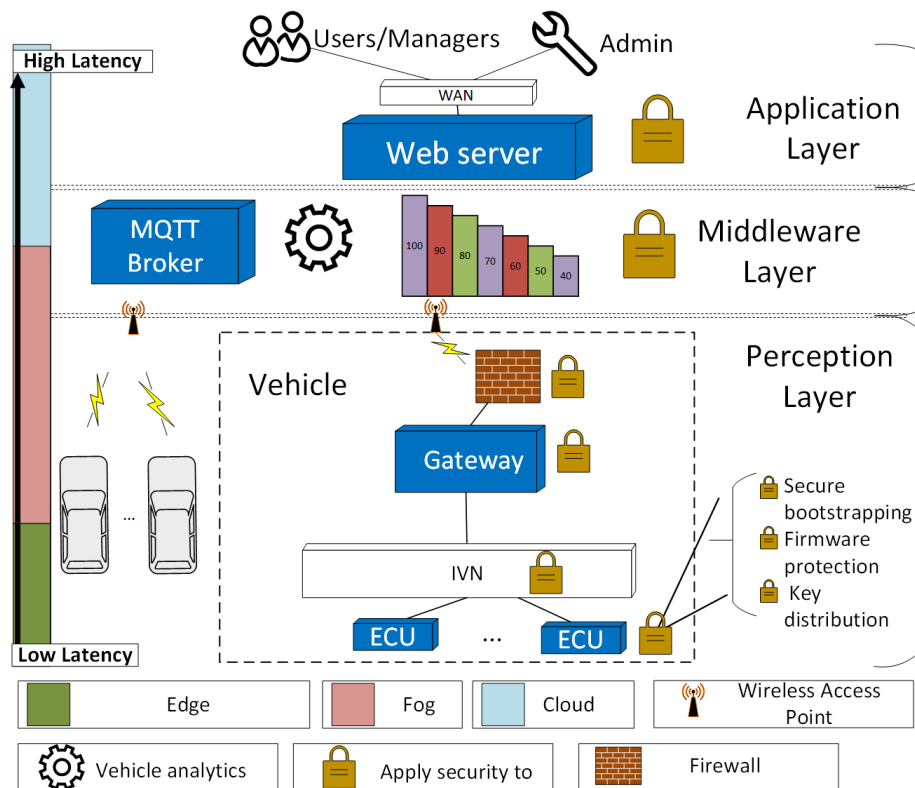 Users/Managers
Admin
High Latency
WAN
Web server
Application
Layer
MQTT
Broker
100
90
80
70
60
50
40
Middleware
Layer
Vehicle
Perception
Layer
Gateway
...
IVN
ECU
...
ECU
Secure
bootstrapping
Firmware
protection
Key
distribution
Low Latency
Edge
Fog
Cloud
Wireless Access
Point
Vehicle analytics
Apply security to
Firewall